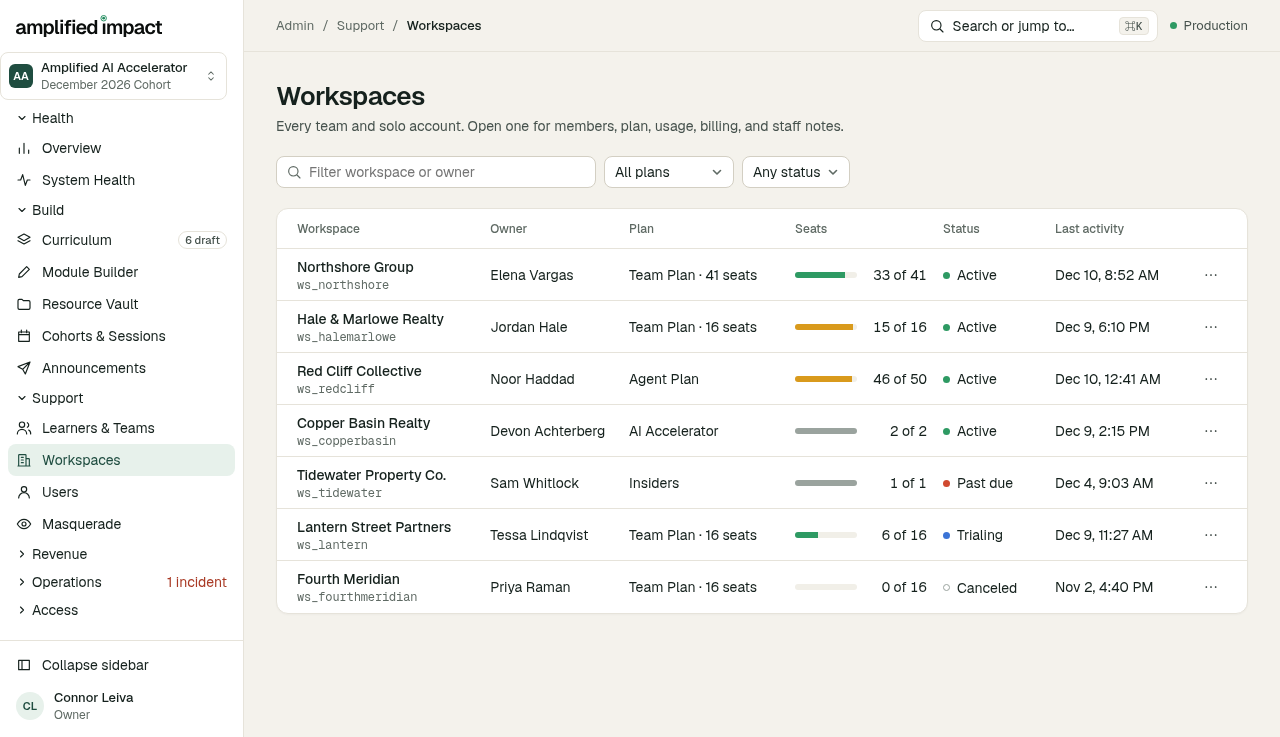 amplified impact
Admin / Support / Workspaces
Search or jump to...
⌘K
Production
AA
Amplified AI Accelerator
December 2026 Cohort
Health
Overview
System Health
Build
Curriculum
6 draft
Module Builder
Resource Vault
Cohorts & Sessions
Announcements
Support
Learners & Teams
Workspaces
Users
Masquerade
Revenue
Operations
1 incident
Access
Collapse sidebar
CL
Connor Leiva
Owner
Workspaces
Every team and solo account. Open one for members, plan, usage, billing, and staff notes.
Filter workspace or owner
All plans
Any status
Workspace Owner Plan Seats Status Last activity
Northshore Group
ws_northshore
Elena Vargas Team Plan · 41 seats 33 of 41 Active Dec 10, 8:52 AM ...
Hale & Marlowe Realty
ws_halemarlowe
Jordan Hale Team Plan · 16 seats 15 of 16 Active Dec 9, 6:10 PM ...
Red Cliff Collective
ws_redcliff
Noor Haddad Agent Plan 46 of 50 Active Dec 10, 12:41 AM ...
Copper Basin Realty
ws_copperbasin
Devon Achterberg AI Accelerator 2 of 2 Active Dec 9, 2:15 PM ...
Tidewater Property Co.
ws_tidewater
Sam Whitlock Insiders 1 of 1 Past due Dec 4, 9:03 AM ...
Lantern Street Partners
ws_lantern
Tessa Lindqvist Team Plan · 16 seats 6 of 16 Trialing Dec 9, 11:27 AM ...
Fourth Meridian
ws_fourthmeridian
Priya Raman Team Plan · 16 seats 0 of 16 Canceled Nov 2, 4:40 PM ...